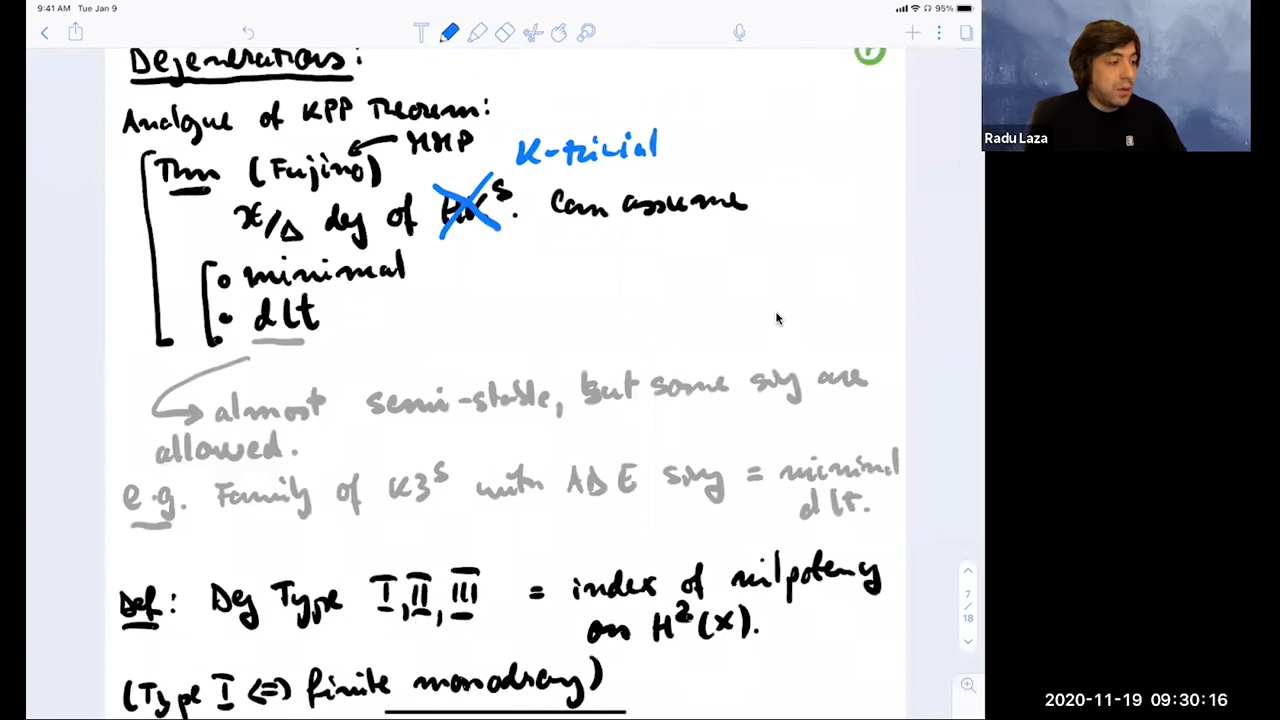 9:41 AM Tue Jan 9
95%
Degenerations:
Analogue of KPP Theorem:
Thm (Fujino) ← MMP
K-trivial
𝒳/Δ deg of HKs. Can assume
∘ minimal
• dlt
→ almost semi-stable, but some sing are
allowed.
e.g. Family of K3s with ADE sing = minimal
dlt.
Def: Deg Type I, II, III = index of nilpotency
on H²(X).
(Type I ⟺ finite monodromy)
7
/
18
Radu Laza
2020-11-19 09:30:16